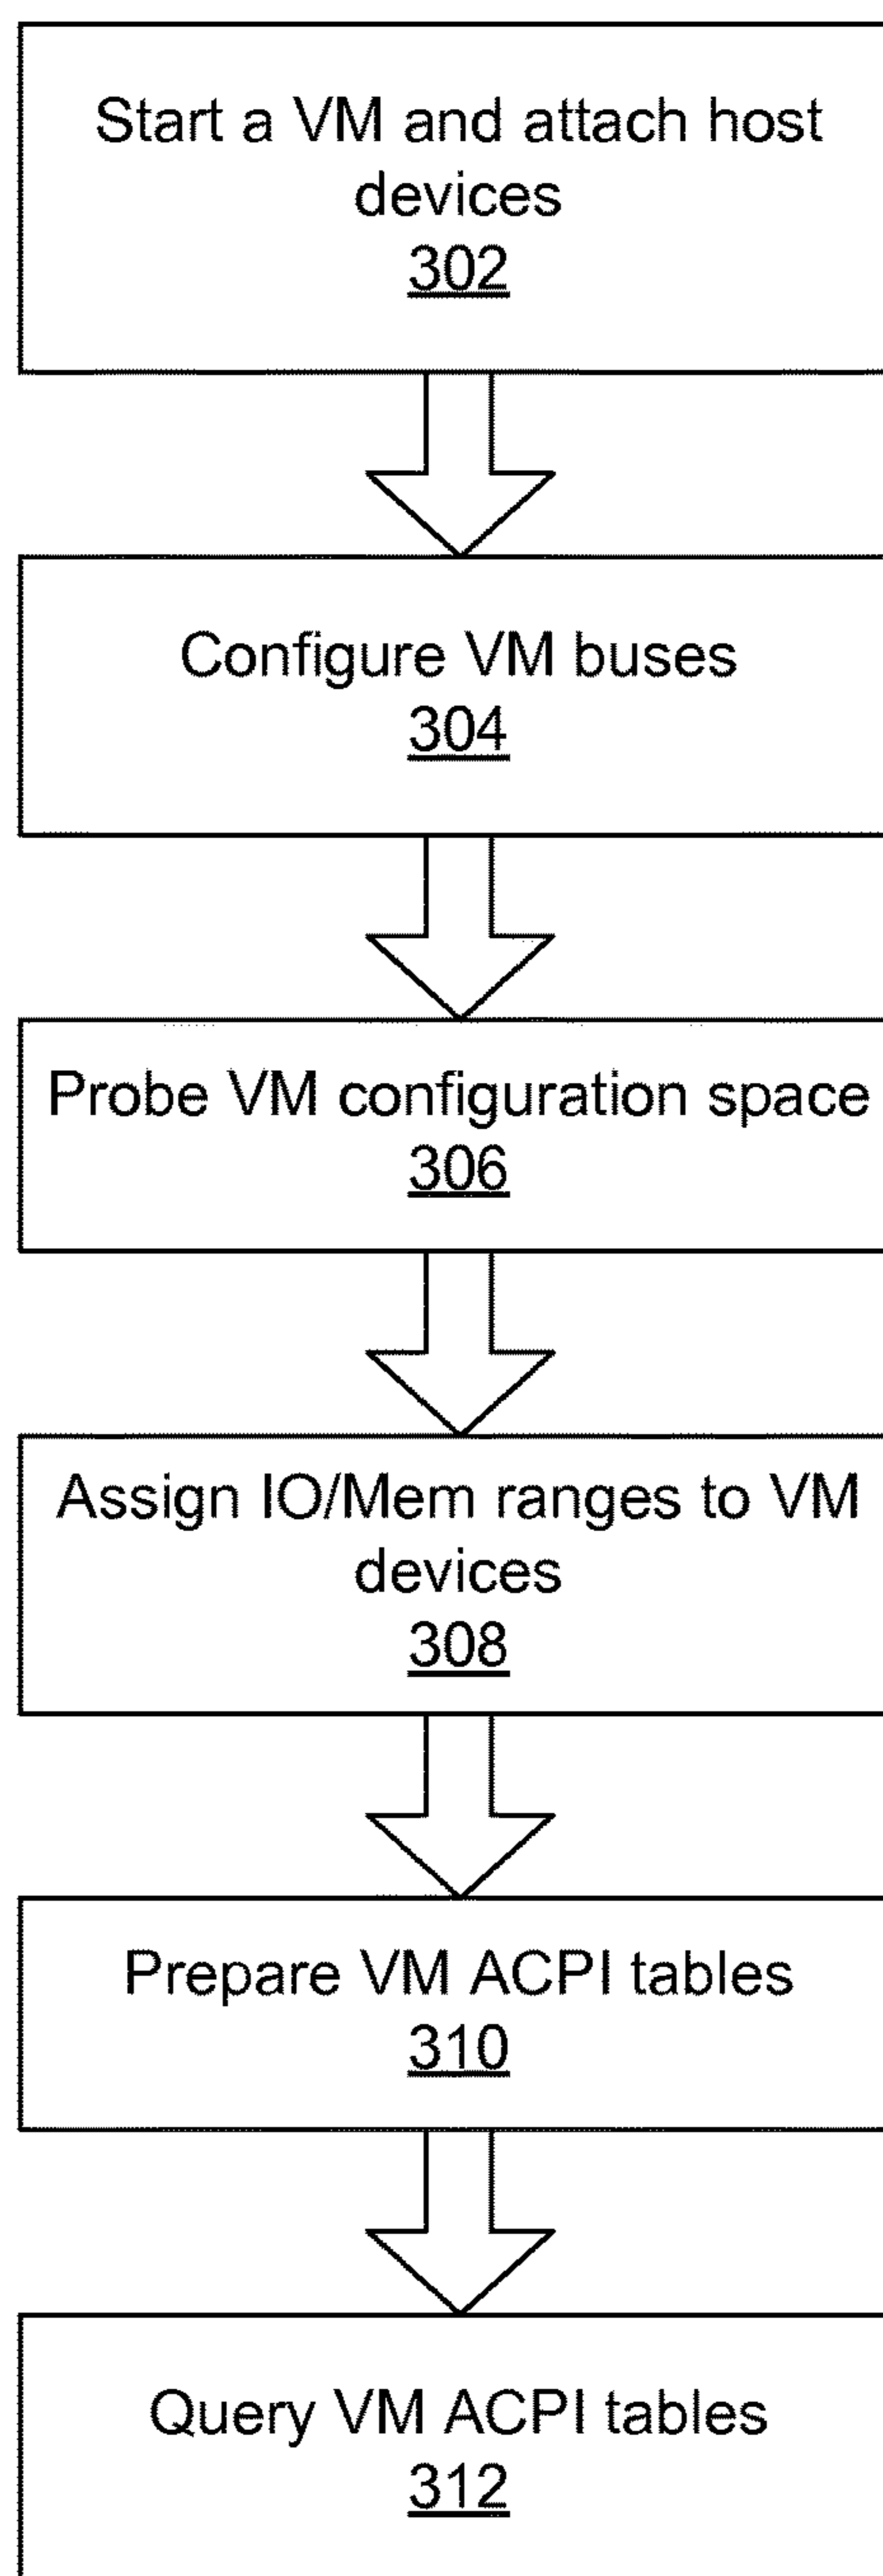 Start a VM and attach host
devices
302
Configure VM buses
304
Probe VM configuration space
306
Assign IO/Mem ranges to VM
devices
308
Prepare VM ACPI tables
310
Query VM ACPI tables
312